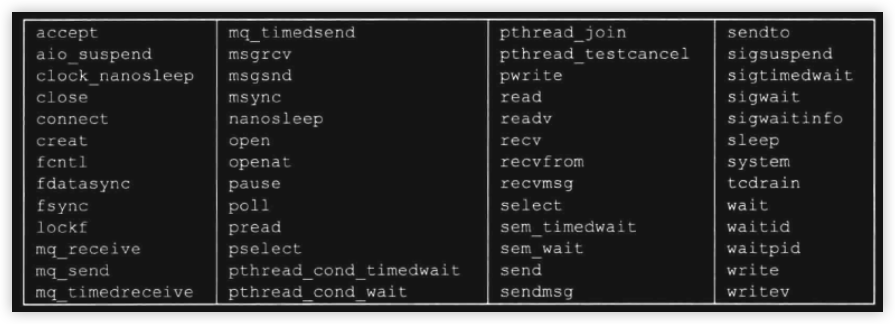 accept mq_timedsend pthread_join sendto
aio_suspend msgrcv pthread_testcancel sigsuspend
clock_nanosleep msgsnd pwrite sigtimedwait
close msync read sigwait
connect nanosleep readv sigwaitinfo
creat open recv sleep
fcntl openat recvfrom system
fdatasync pause recvmsg tcdrain
fsync poll select wait
lockf pread sem_timedwait waitid
mq_receive pselect sem_wait waitpid
mq_send pthread_cond_timedwait send write
mq_timedreceive pthread_cond_wait sendmsg writev